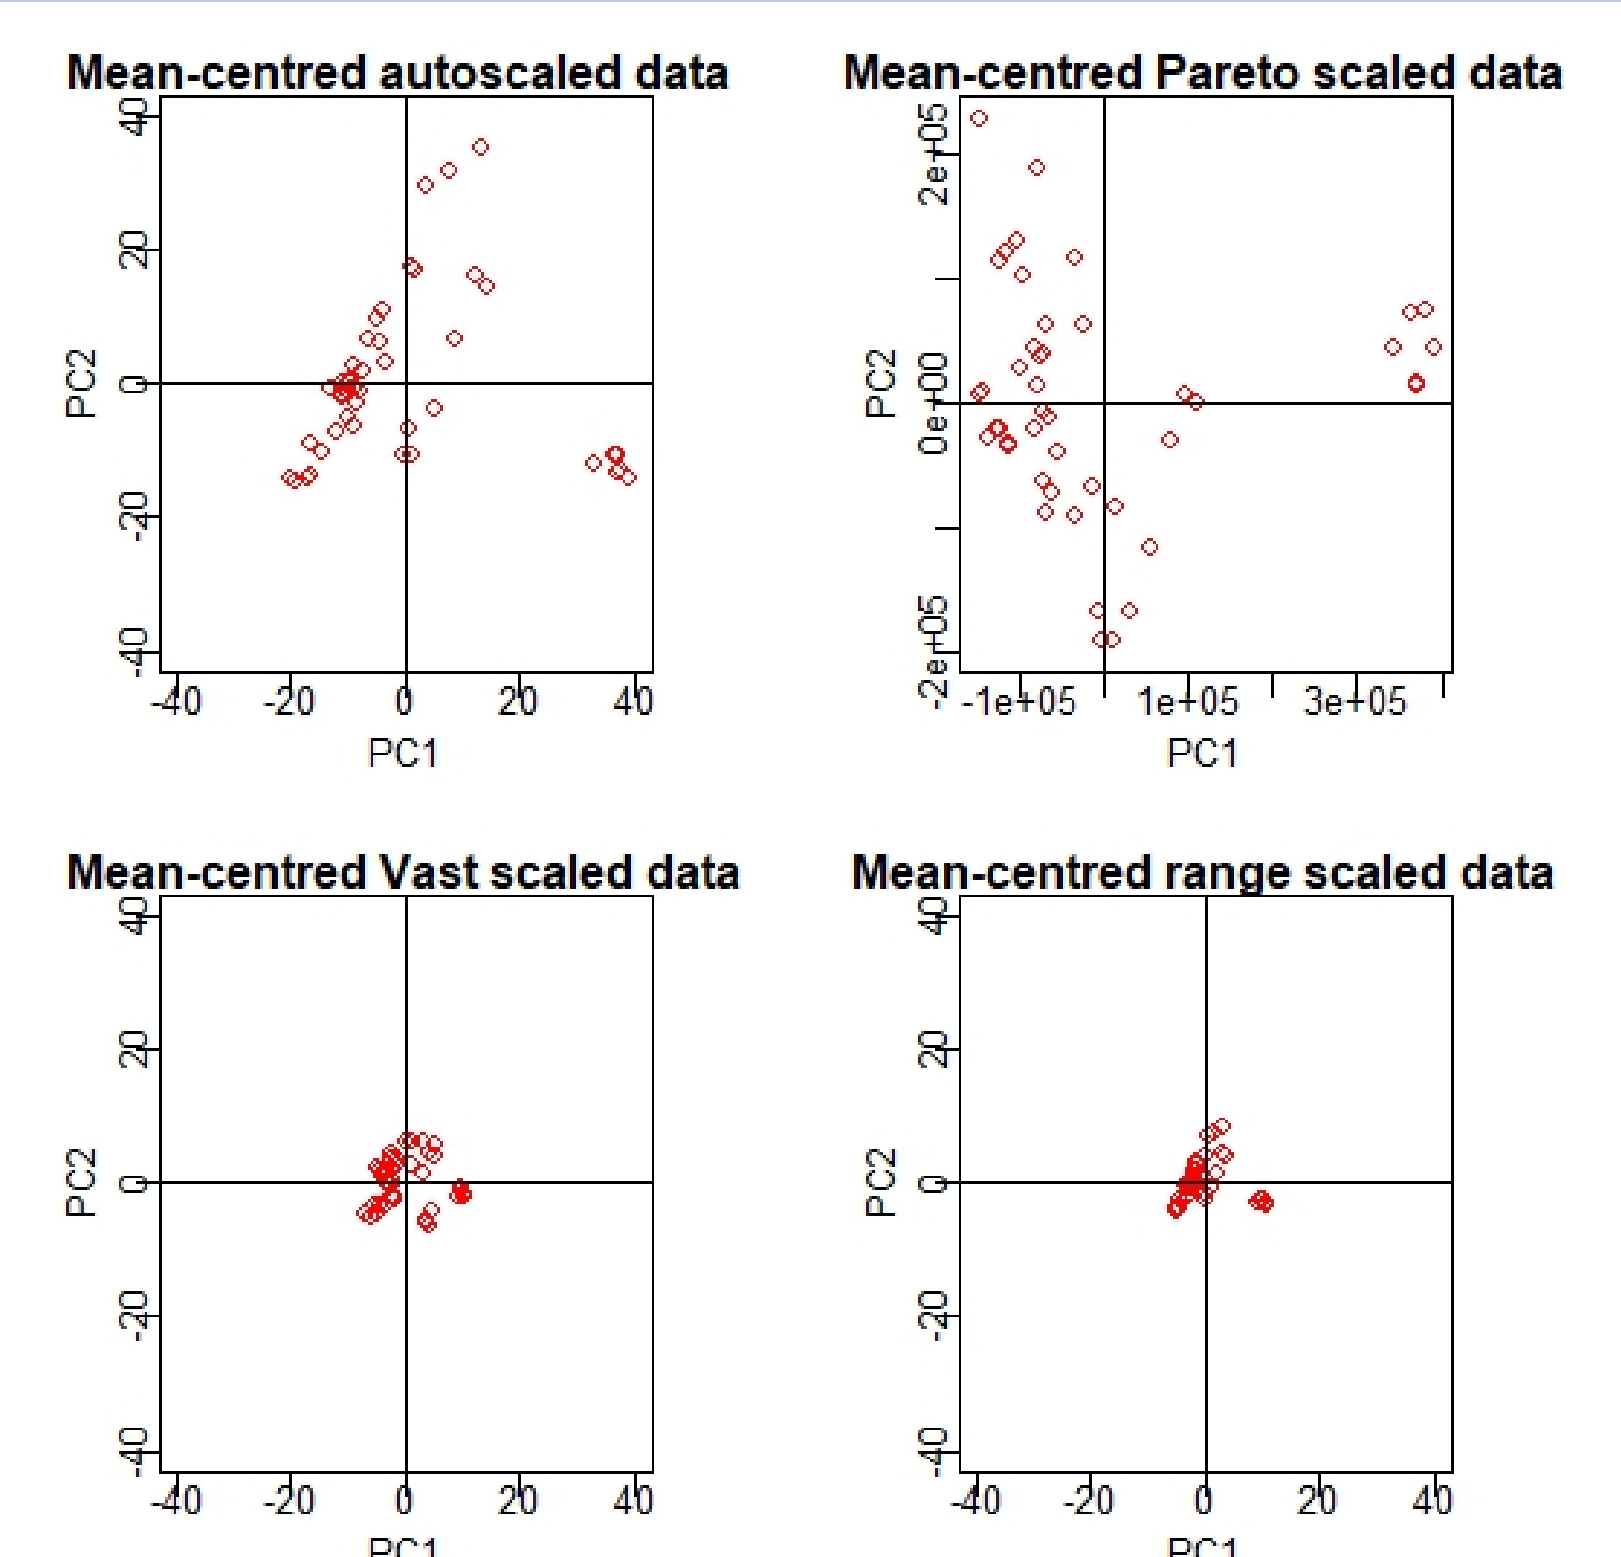 Mean-centred autoscaled data
40
20
0
-20
-40
PC2
-40 -20 0 20 40
PC1
Mean-centred Pareto scaled data
2e+05
0e+00
-2e+05
PC2
-1e+05 1e+05 3e+05
PC1
Mean-centred Vast scaled data
40
20
0
-20
-40
PC2
-40 -20 0 20 40
PC1
Mean-centred range scaled data
40
20
0
-20
-40
PC2
-40 -20 0 20 40
PC1